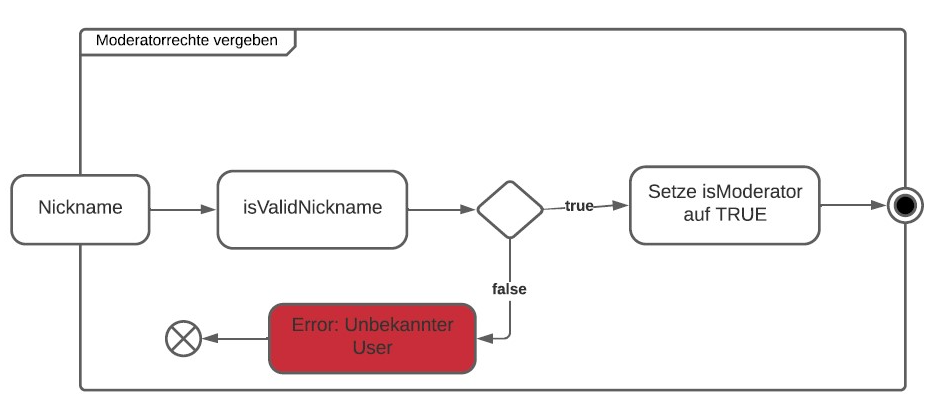 Moderatorrechte vergeben
Nickname
isValidNickname
true
Setze isModerator
auf TRUE
false
Error: Unbekannter
User